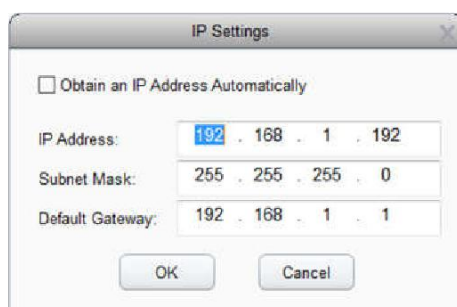 IP Settings
Obtain an IP Address Automatically
IP Address: 192 . 168 . 1 . 192
Subnet Mask: 255 . 255 . 255 . 0
Default Gateway: 192 . 168 . 1 . 1
OK Cancel